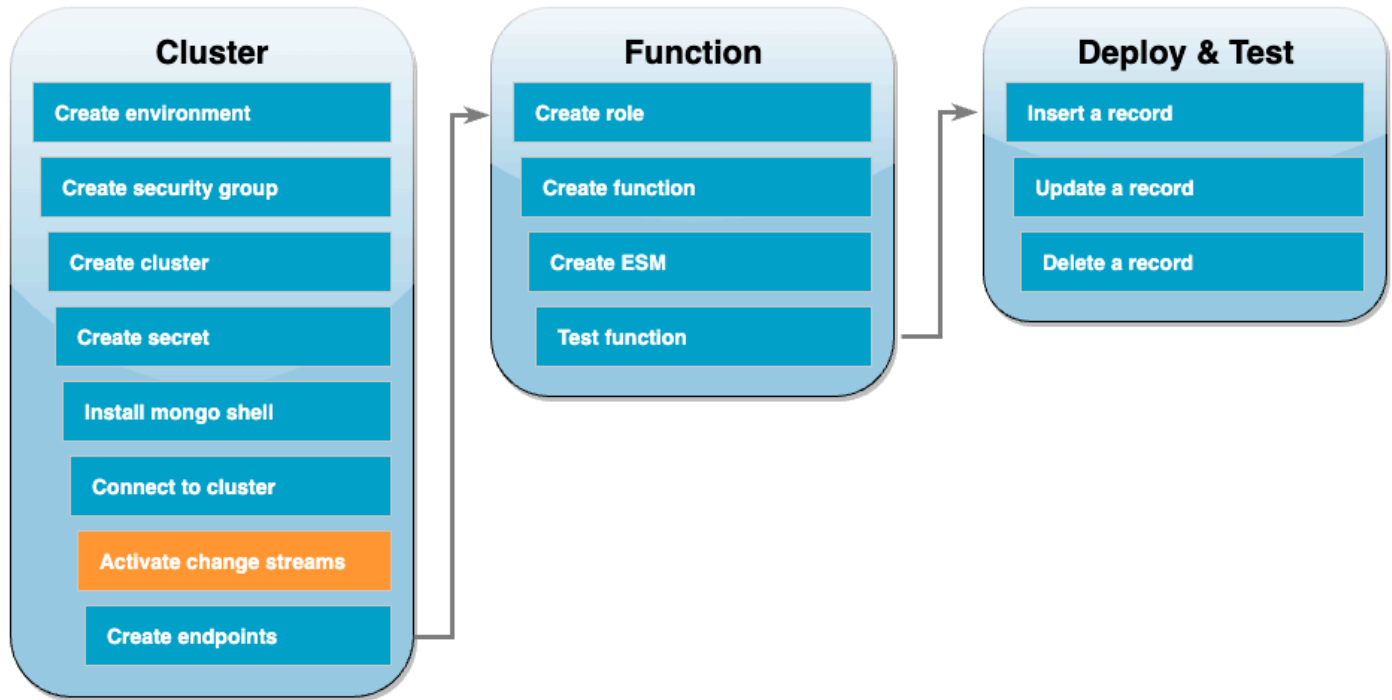 Cluster
Create environment
Create security group
Create cluster
Create secret
Install mongo shell
Connect to cluster
Activate change streams
Create endpoints
Function
Create role
Create function
Create ESM
Test function
Deploy & Test
Insert a record
Update a record
Delete a record